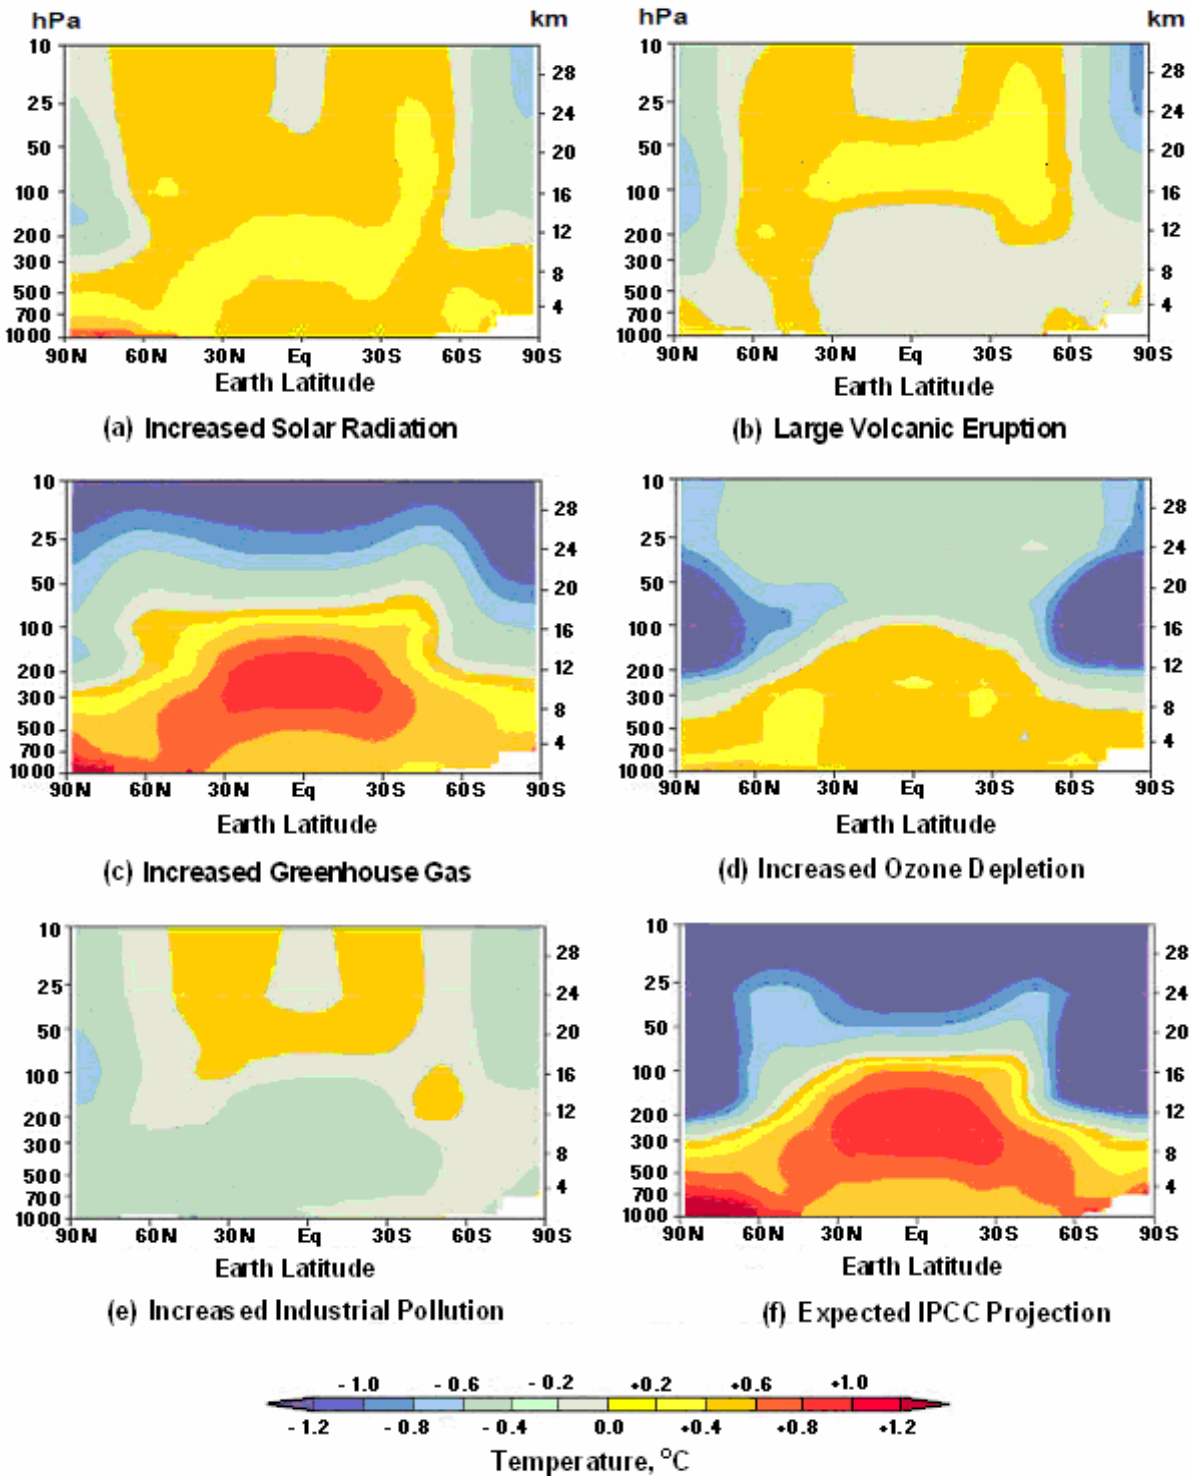 hPa km hPa km
10 10
28 28
25 25
24 24
50 50
20 20
100 100
16 16
200 200
12 12
300 300
8 8
500 500
700 4 700 4
1000 1000
90N 60N 30N Eq 30S 60S 90S 90N 60N 30N Eq 30S 60S 90S
Earth Latitude Earth Latitude
(a) Increased Solar Radiation (b) Large Volcanic Eruption
10 10
28 28
25 25
24 24
50 50
20 20
100 100
16 16
200 200
12 12
300 300
8 8
500 500
700 4 700 4
1000 1000
90N 60N 30N Eq 30S 60S 90S 90N 60N 30N Eq 30S 60S 90S
Earth Latitude Earth Latitude
(c) Increased Greenhouse Gas (d) Increased Ozone Depletion
10 10
28 28
25 25
24 24
50 50
20 20
100 100
16 16
200 200
12 12
300 300
8 8
500 500
700 4 700 4
1000 1000
90N 60N 30N Eq 30S 60S 90S 90N 60N 30N Eq 30S 60S 90S
Earth Latitude Earth Latitude
(e) Increased Industrial Pollution (f) Expected IPCC Projection
- 1.0 - 0.6 - 0.2 +0.2 +0.6 +1.0
- 1.2 - 0.8 - 0.4 0.0 +0.4 +0.8 +1.2
Temperature, °C